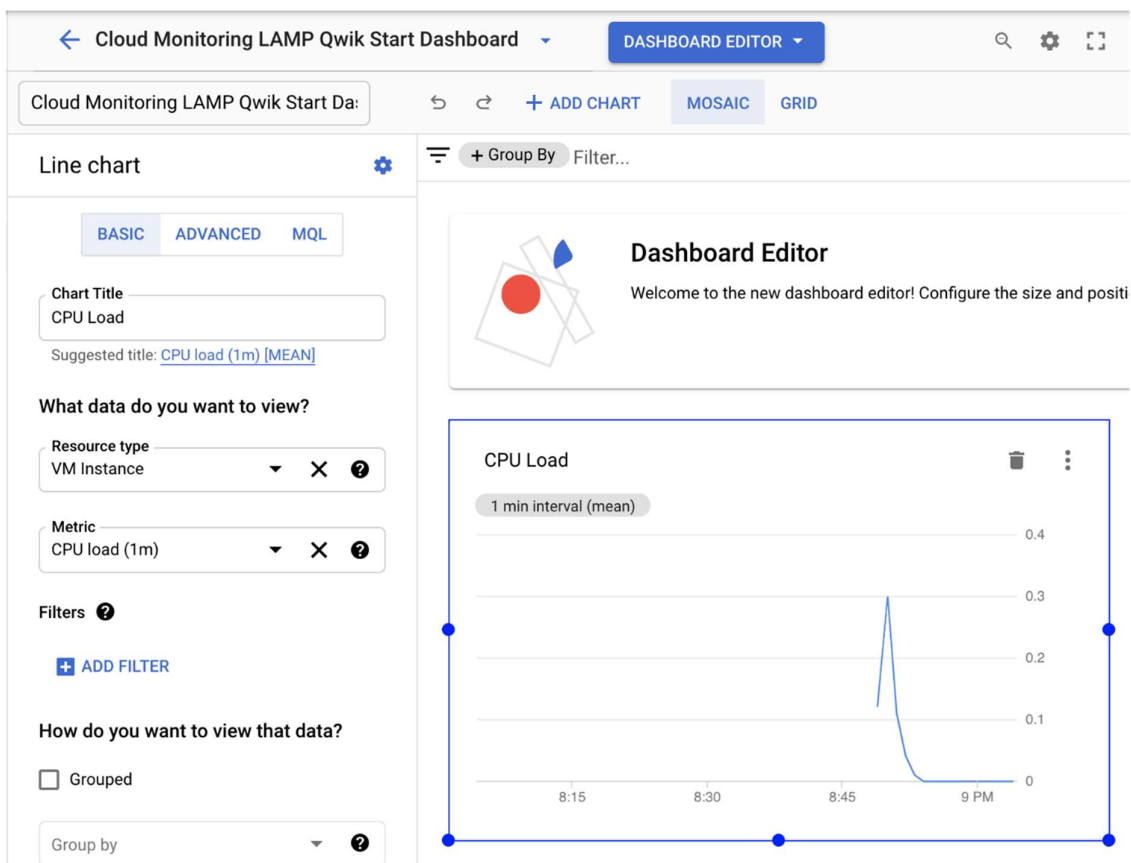 Cloud Monitoring LAMP Qwik Start Dashboard
DASHBOARD EDITOR
Cloud Monitoring LAMP Qwik Start Da
ADD CHART
MOSAIC
GRID
Line chart
BASIC
ADVANCED
MQL
Chart Title
CPU Load
Suggested title: CPU load (1m) [MEAN]
What data do you want to view?
Resource type
VM Instance
Metric
CPU load (1m)
Filters
ADD FILTER
How do you want to view that data?
Grouped
Group by
+ Group By
Filter...
Dashboard Editor
Welcome to the new dashboard editor! Configure the size and positi
CPU Load
1 min interval (mean)
0.4
0.3
0.2
0.1
0
8:15
8:30
8:45
9 PM